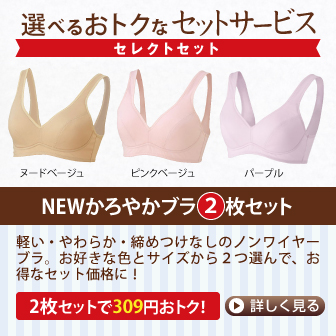 選べるおトクなセットサービス
セレクトセット
ヌードベージュ
ピンクベージュ
パープル
NEWかろやかブラ2枚セット
軽い・やわらか・締めつけなしのノンワイヤー
ブラ。お好きな色とサイズから２つ選んで、お
得なセット価格に！
2枚セットで309円おトク!
詳しく見る